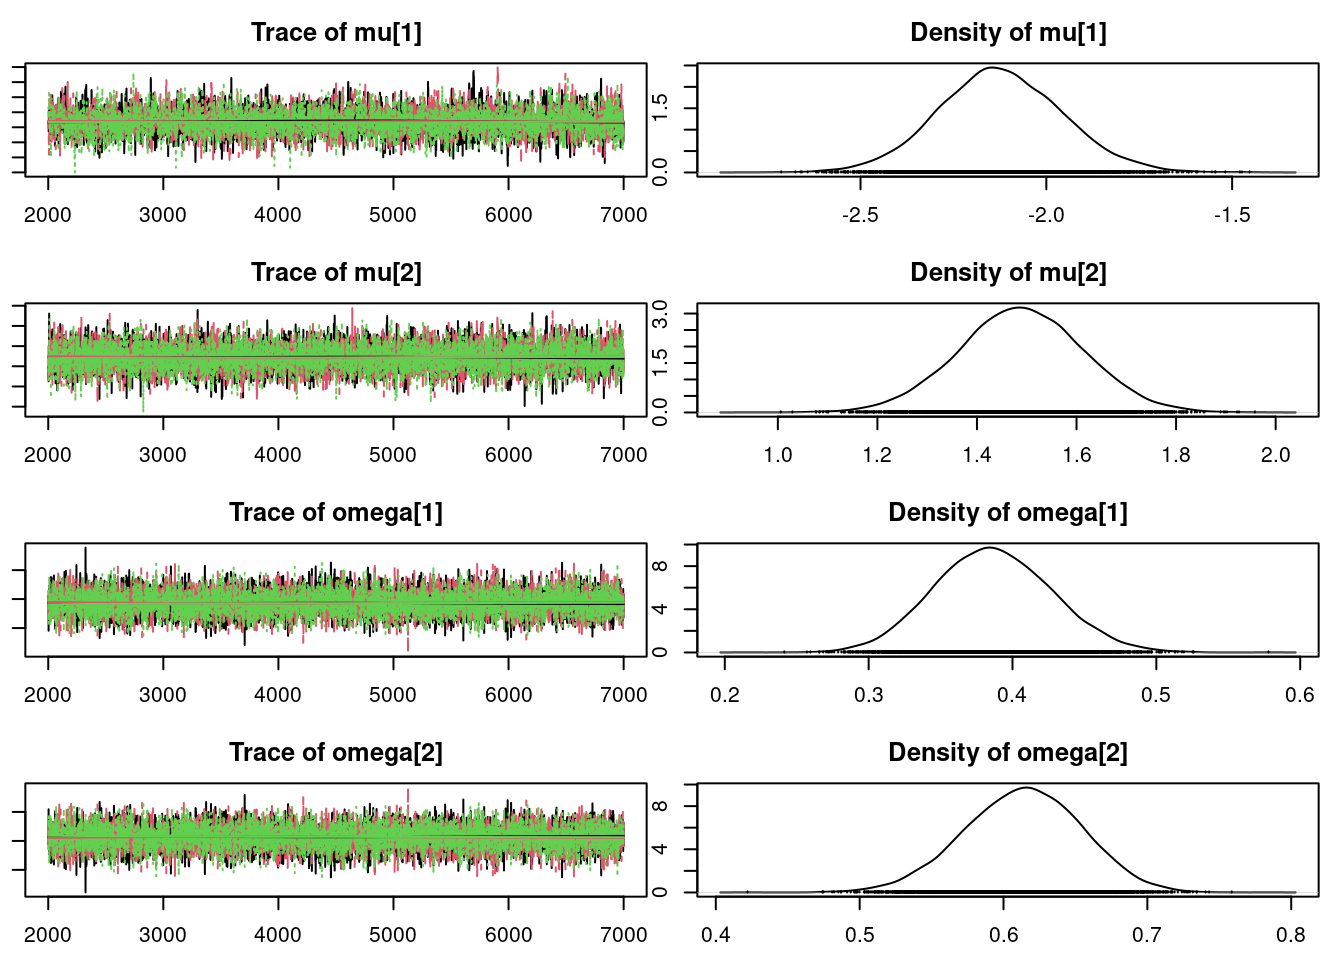 Trace of mu[1]
Density of mu[1]
0.0 1.5
2000 3000 4000 5000 6000 7000
-2.5 -2.0 -1.5
Trace of mu[2]
Density of mu[2]
0.0 1.5 3.0
2000 3000 4000 5000 6000 7000
1.0 1.2 1.4 1.6 1.8 2.0
Trace of omega[1]
Density of omega[1]
0 4 8
2000 3000 4000 5000 6000 7000
0.2 0.3 0.4 0.5 0.6
Trace of omega[2]
Density of omega[2]
0 4 8
2000 3000 4000 5000 6000 7000
0.4 0.5 0.6 0.7 0.8